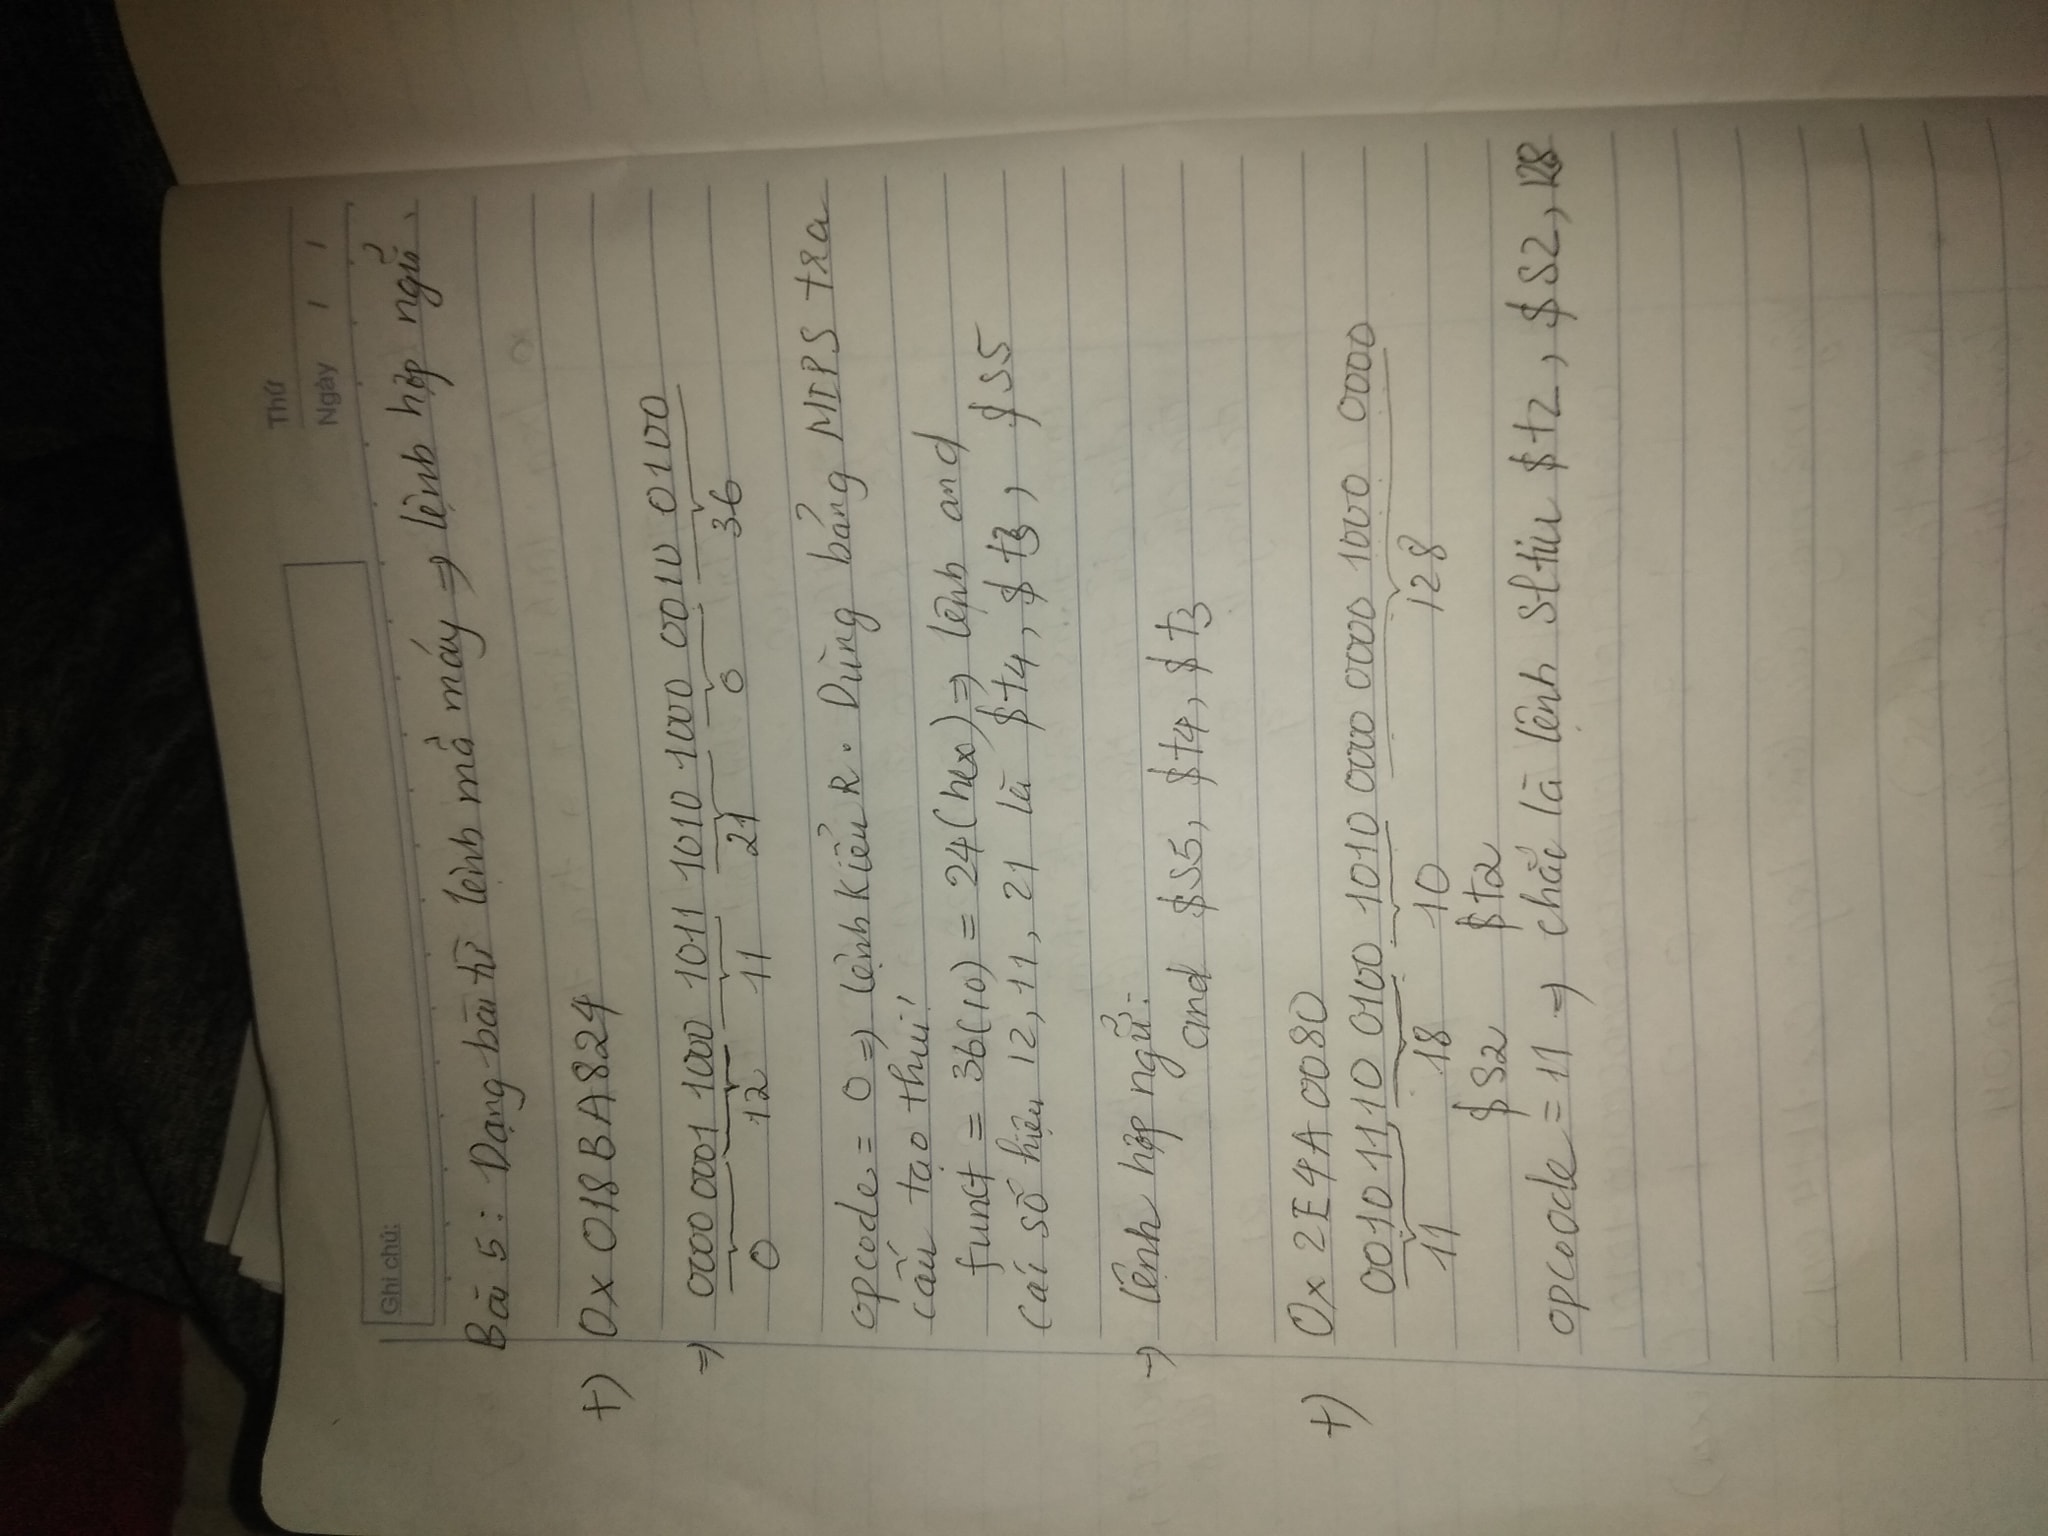 Thứ
Ngày / /
Ghi chú:
Bài 5: Dạng bài từ lệnh mã máy => lệnh hợp ngữ.
+) 0x 018BA824
=> 0000 0001 1000 1011 1010 1000 0010 0100
0 12 11 21 0 36
opcode = 0 => lệnh kiểu R. Dùng bảng MIPS tra
cấu tạo thui!
funct = 36(10) = 24(hex) => lệnh and
Các số hiệu 12, 11, 21 là $t4, $t3, $S5
-> lệnh hợp ngữ:
and $S5, $t4, $t3
+) 0x 2E4A0080
0010 1110 0100 1010 0000 0000 1000 0000
11 18 10 128
$S2 $t2
opcoode = 11 => chắc là lệnh Sltiu $t2, $S2, 128